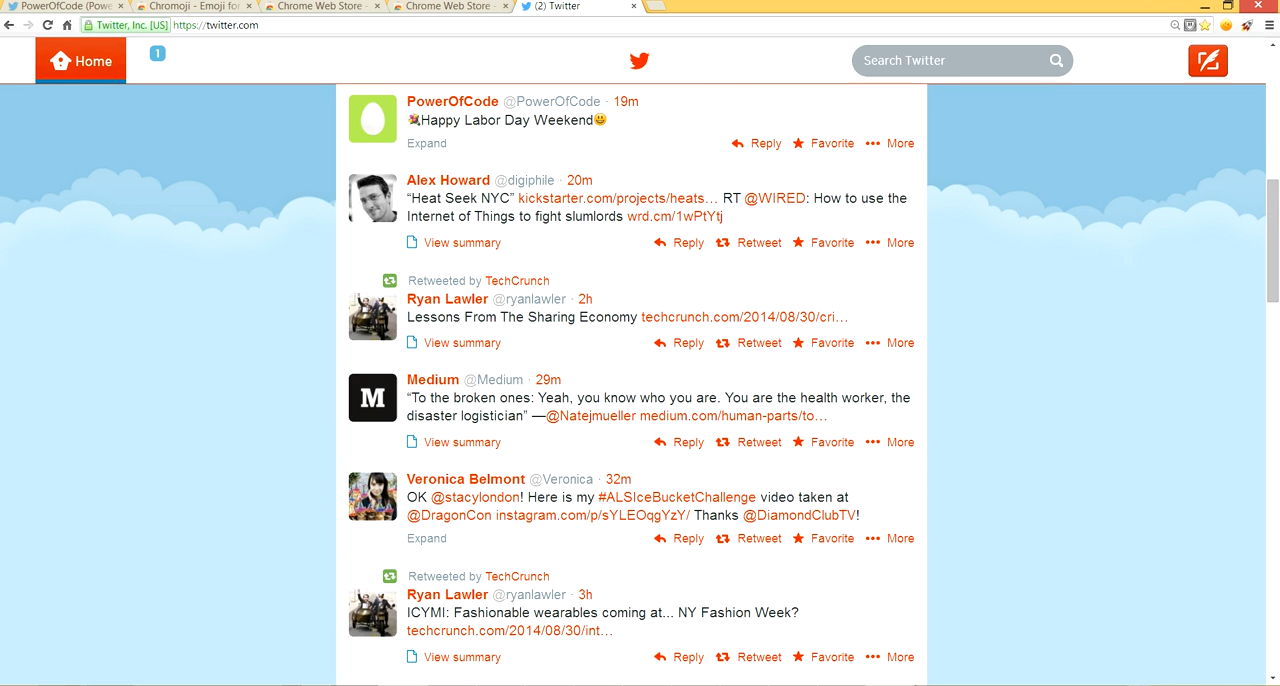 PowerOfCode (Pow
Chromoji - Emoji for
Chrome Web Store -
Chrome Web Store -
(2) Twitter
Twitter, Inc. [US] https://twitter.com
Home
1
Search Twitter
PowerOfCode @PowerOfCode · 19m
🎉Happy Labor Day Weekend😃
Expand
Reply Favorite ••• More
Alex Howard @digiphile · 20m
“Heat Seek NYC” kickstarter.com/projects/heats… RT @WIRED: How to use the
Internet of Things to fight slumlords wrd.cm/1wPtYtj
View summary Reply Retweet Favorite ••• More
Retweeted by TechCrunch
Ryan Lawler @ryanlawler · 2h
Lessons From The Sharing Economy techcrunch.com/2014/08/30/cri…
View summary Reply Retweet Favorite ••• More
M
Medium @Medium · 29m
“To the broken ones: Yeah, you know who you are. You are the health worker, the
disaster logistician” —@Natejmueller medium.com/human-parts/to…
View summary Reply Retweet Favorite ••• More
Veronica Belmont @Veronica · 32m
OK @stacylondon! Here is my #ALSIceBucketChallenge video taken at
@DragonCon instagram.com/p/sYLEOqgYzY/ Thanks @DiamondClubTV!
Expand Reply Retweet Favorite ••• More
Retweeted by TechCrunch
Ryan Lawler @ryanlawler · 3h
ICYMI: Fashionable wearables coming at... NY Fashion Week?
techcrunch.com/2014/08/30/int…
View summary Reply Retweet Favorite ••• More